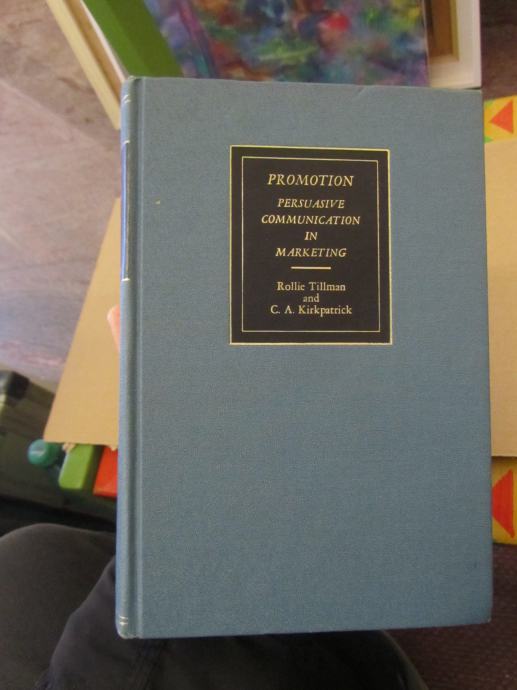 PROMOTION
PERSUASIVE
COMMUNICATION
IN
MARKETING
Rollie Tillman
and
C. A. Kirkpatrick